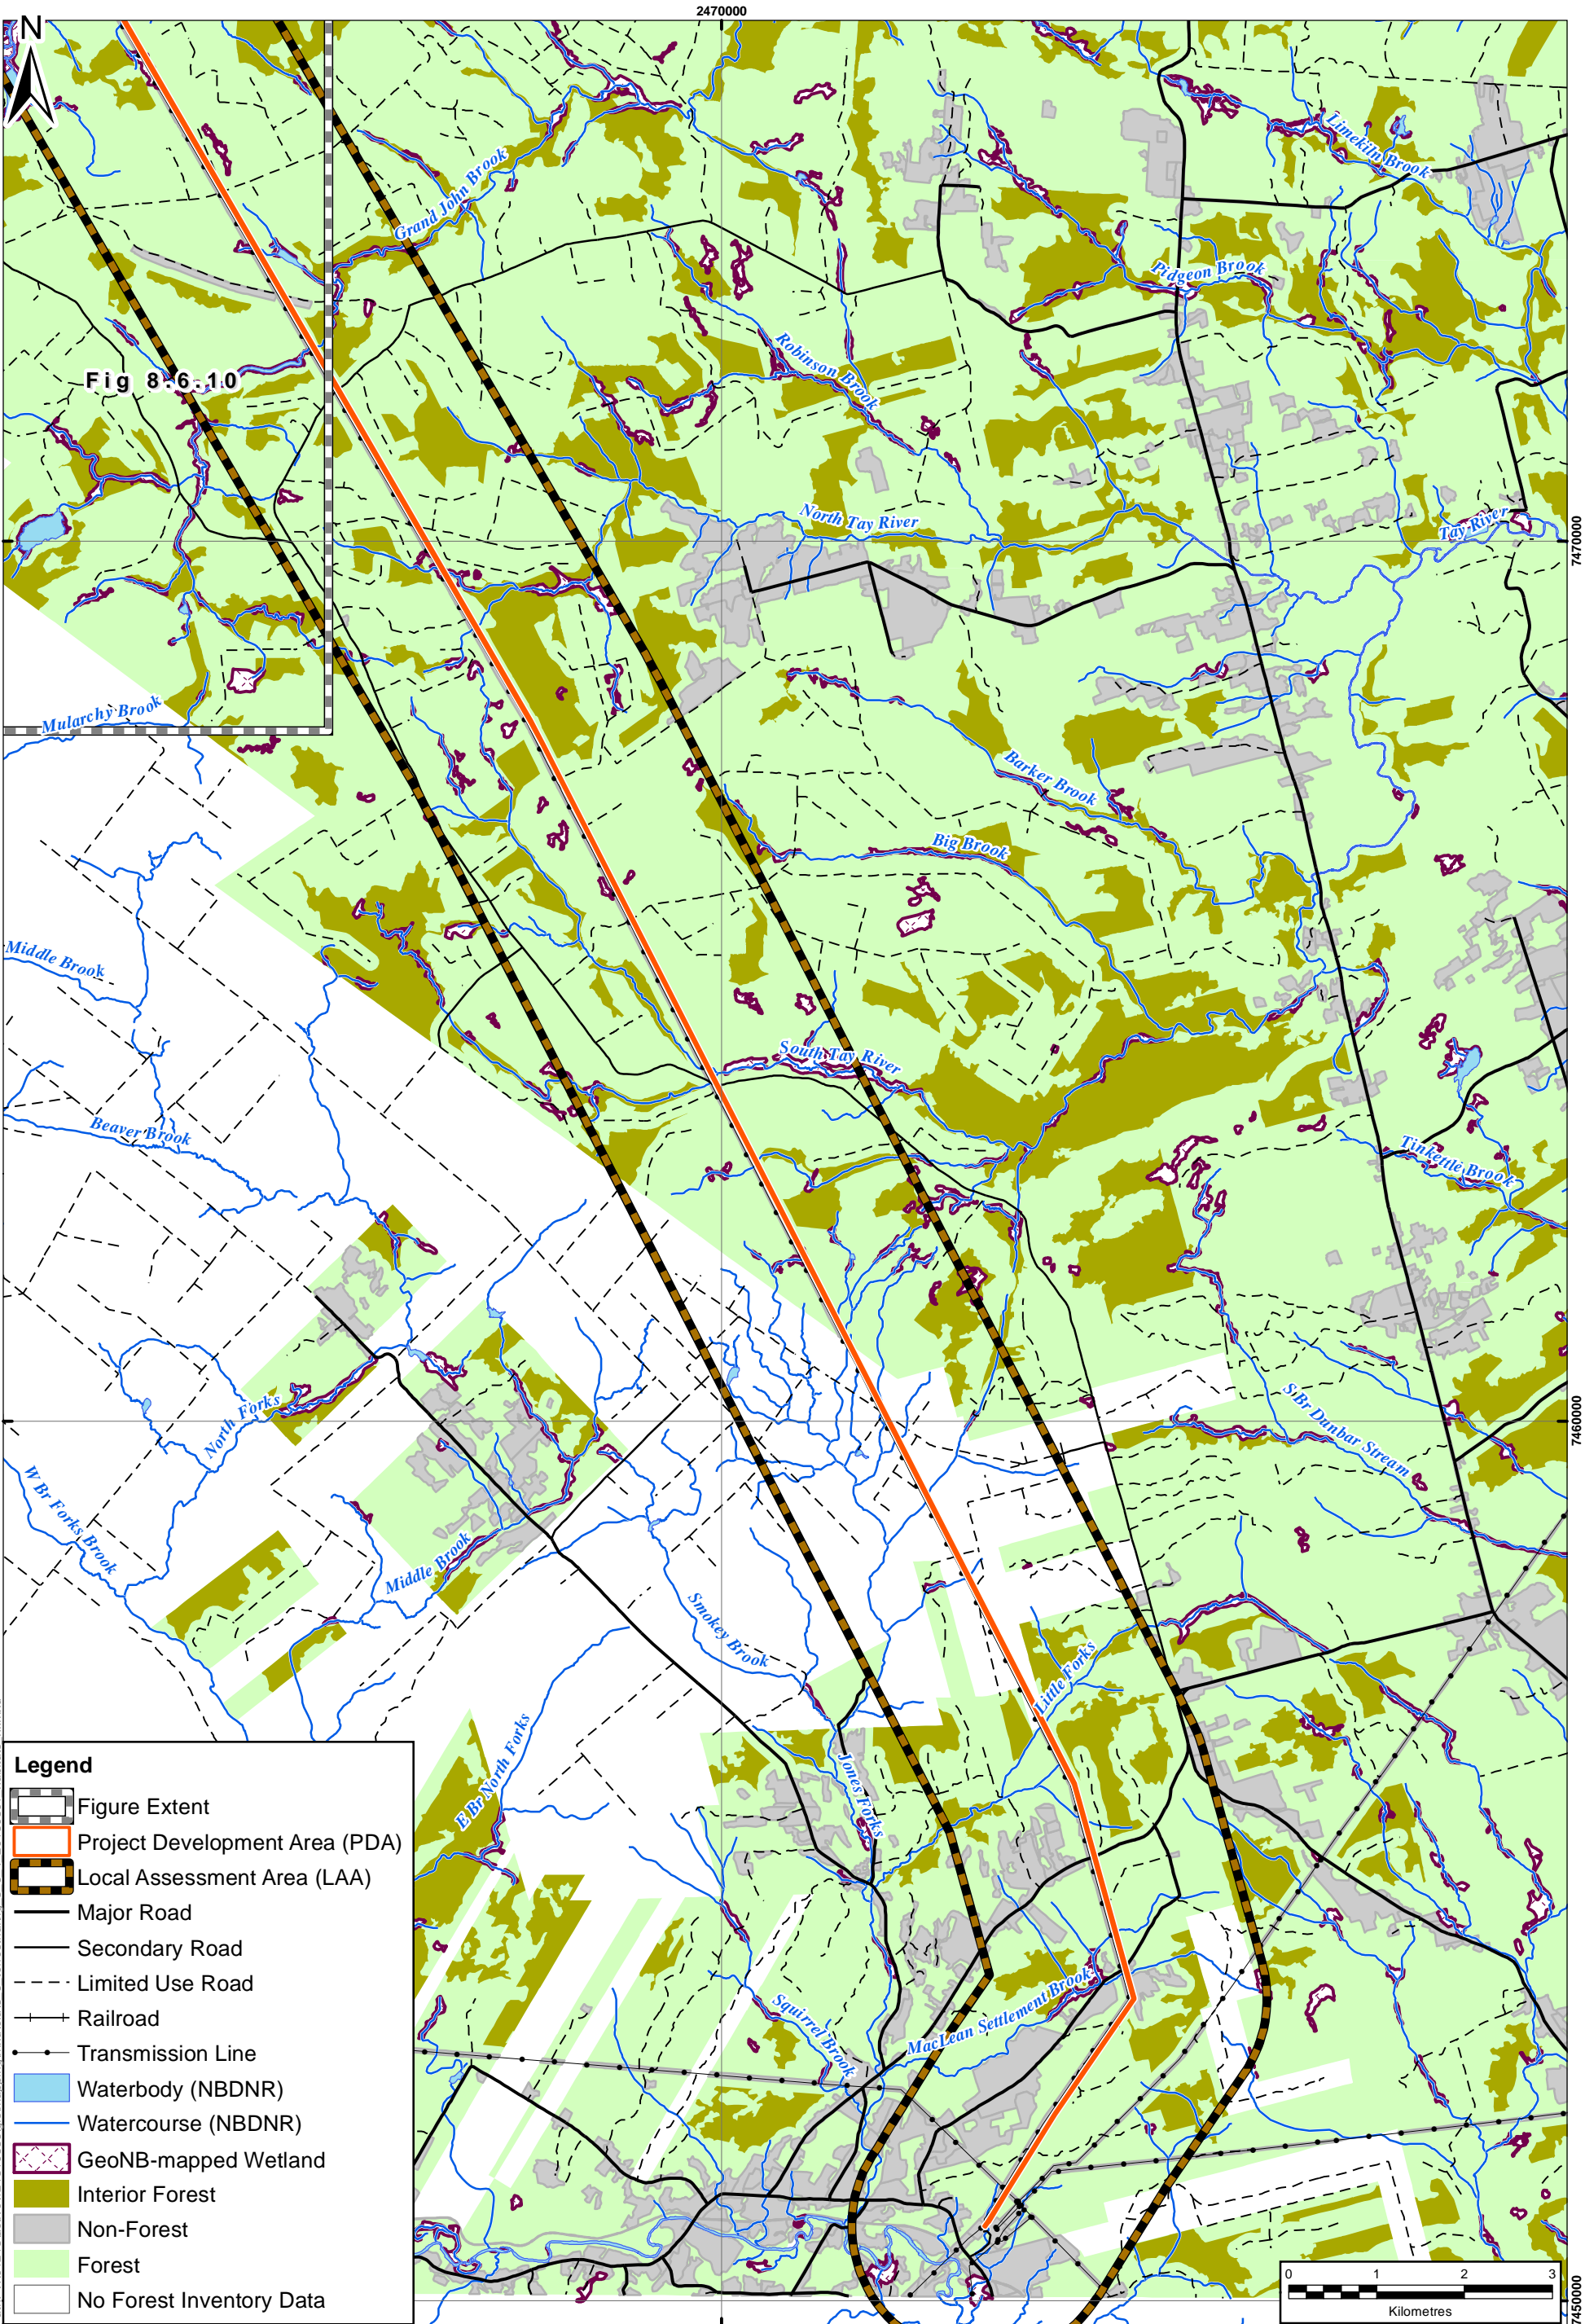 2470000
N
Limekiln Brook
Grand John Brook
Pidgeon Brook
Robinson Brook
Fig 8.6.10
North Tay River
Tay River
7470000
Mularchy Brook
Barker Brook
Big Brook
Middle Brook
South Tay River
Beaver Brook
Tinkettle Brook
North Forks
S Br Dunbar Stream
7460000
W Br Forks Brook
Middle Brook
Smokey Brook
Little Forks
E Br North Forks
Jones Forks
MacLean Settlement Brook
Squirrel Brook
Legend
Figure Extent
Project Development Area (PDA)
Local Assessment Area (LAA)
Major Road
Secondary Road
Limited Use Road
Railroad
Transmission Line
Waterbody (NBDNR)
Watercourse (NBDNR)
GeoNB-mapped Wetland
Interior Forest
Non-Forest
Forest
No Forest Inventory Data
0 1 2 3
Kilometres
7450000